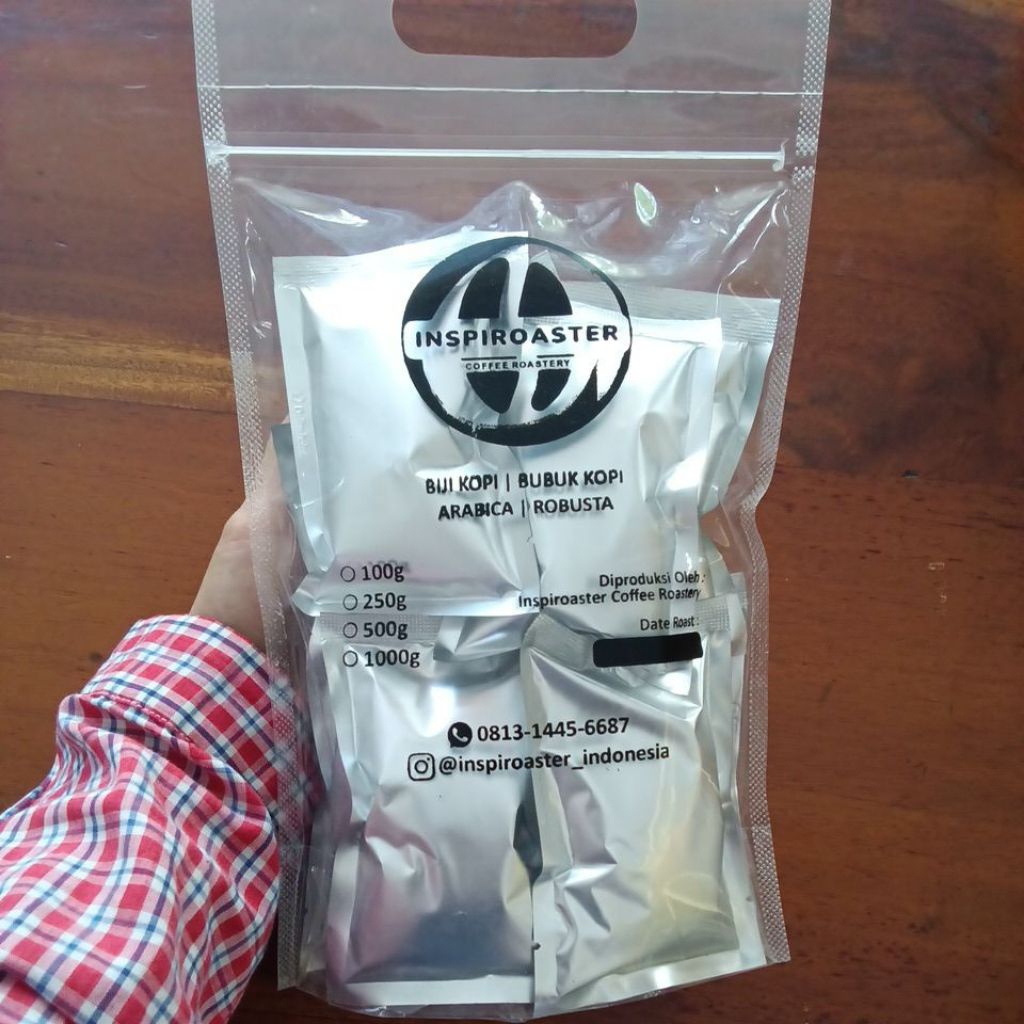 INSPIROASTER
COFFEE ROASTERY
BIJI KOPI | BUBUK KOPI
ARABICA | ROBUSTA
100g
250g
500g
1000g
Diproduksi Oleh :
Inspiroaster Coffee Roastery
Date Roast :
0813-1445-6687
@inspiroaster_indonesia